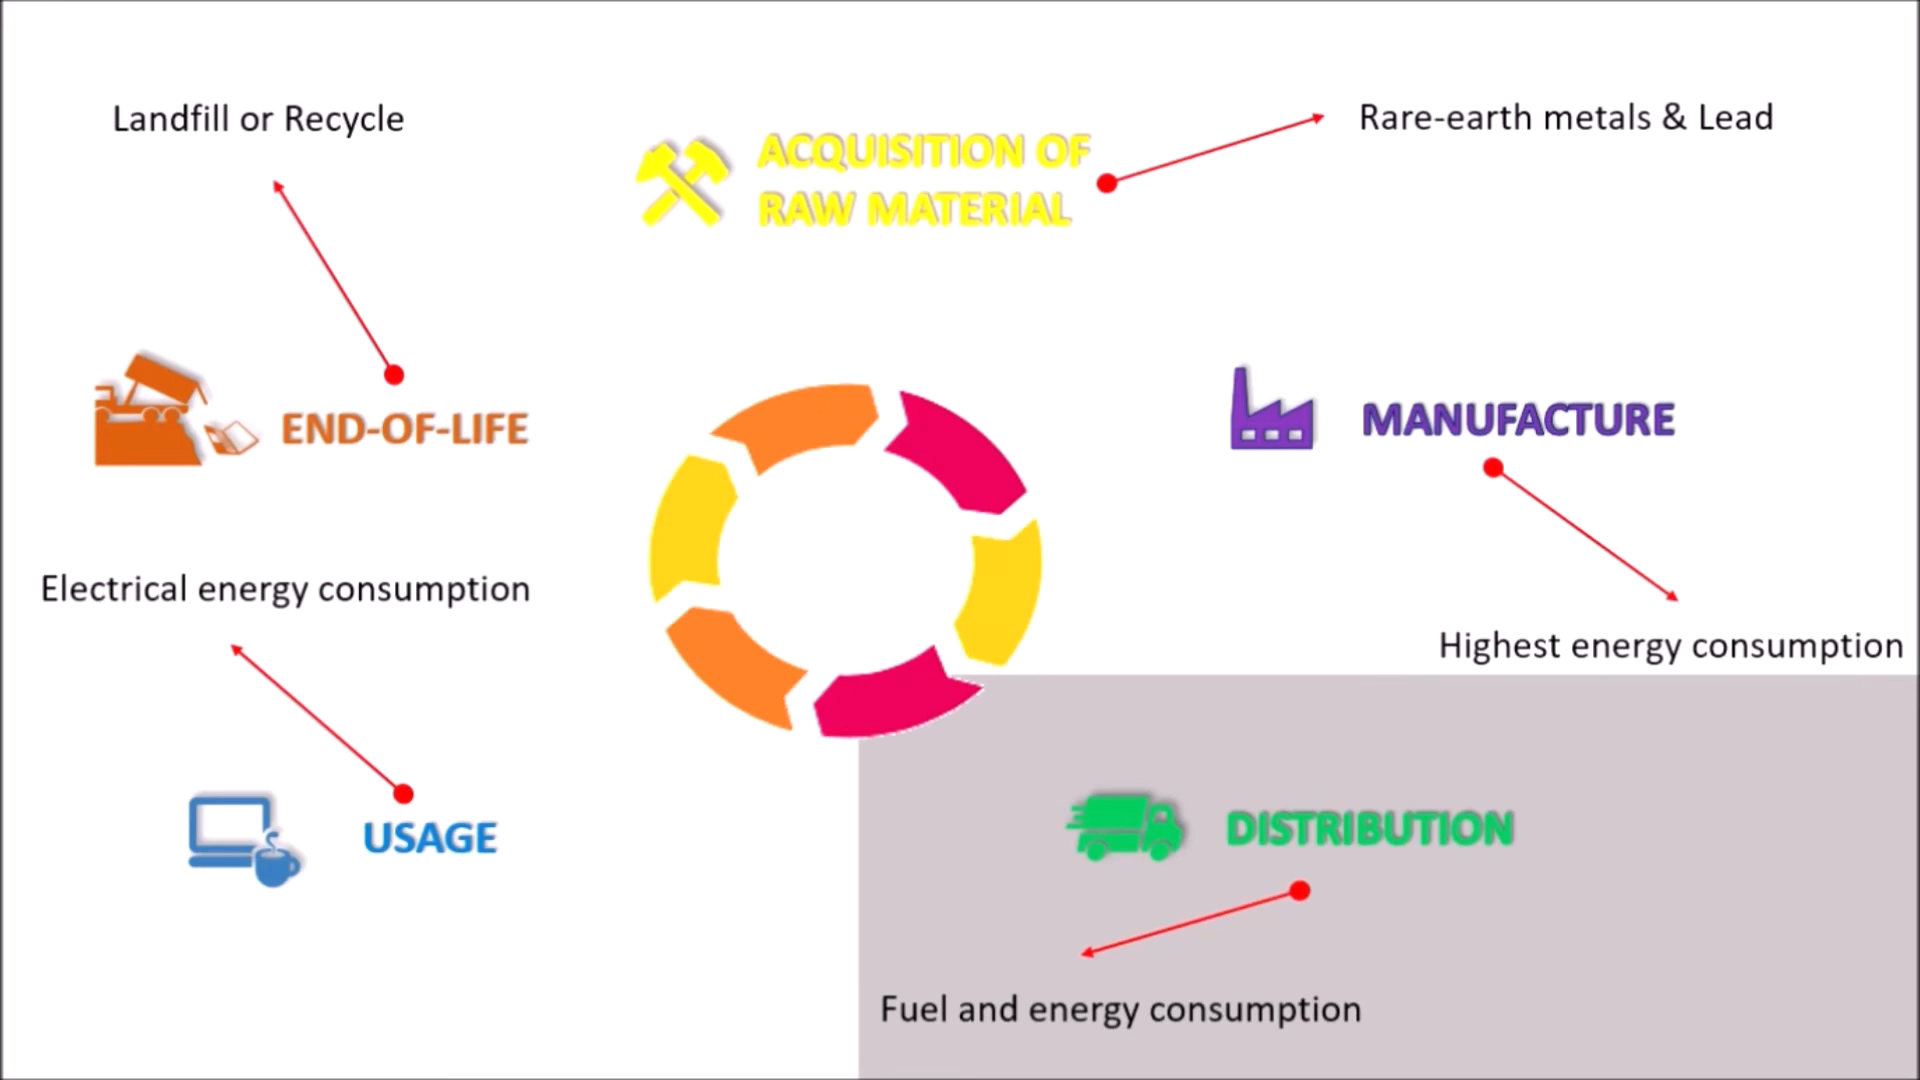 Landfill or Recycle
ACQUISITION OF
RAW MATERIAL
Rare-earth metals & Lead
END-OF-LIFE
MANUFACTURE
Electrical energy consumption
Highest energy consumption
USAGE
DISTRIBUTION
Fuel and energy consumption